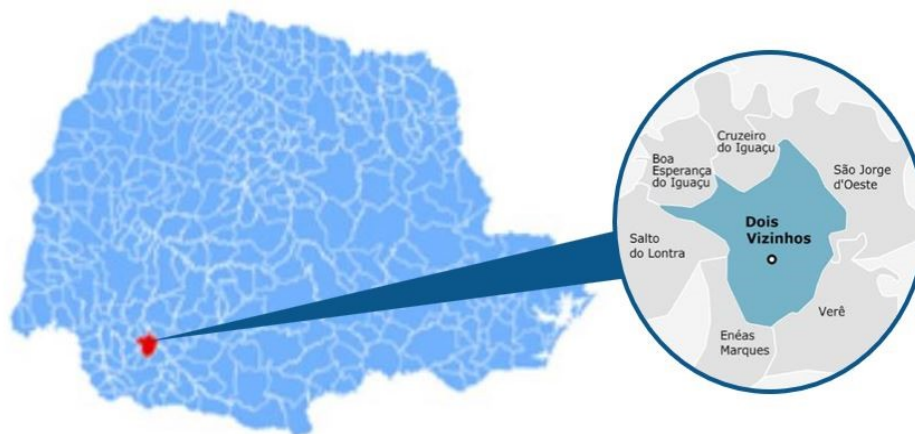 Cruzeiro
do Iguaçu
Boa
Esperança
do Iguaçu
São Jorge
d'Oeste
Dois
Vizinhos
Salto
do Lontra
Verê
Enéas
Marques